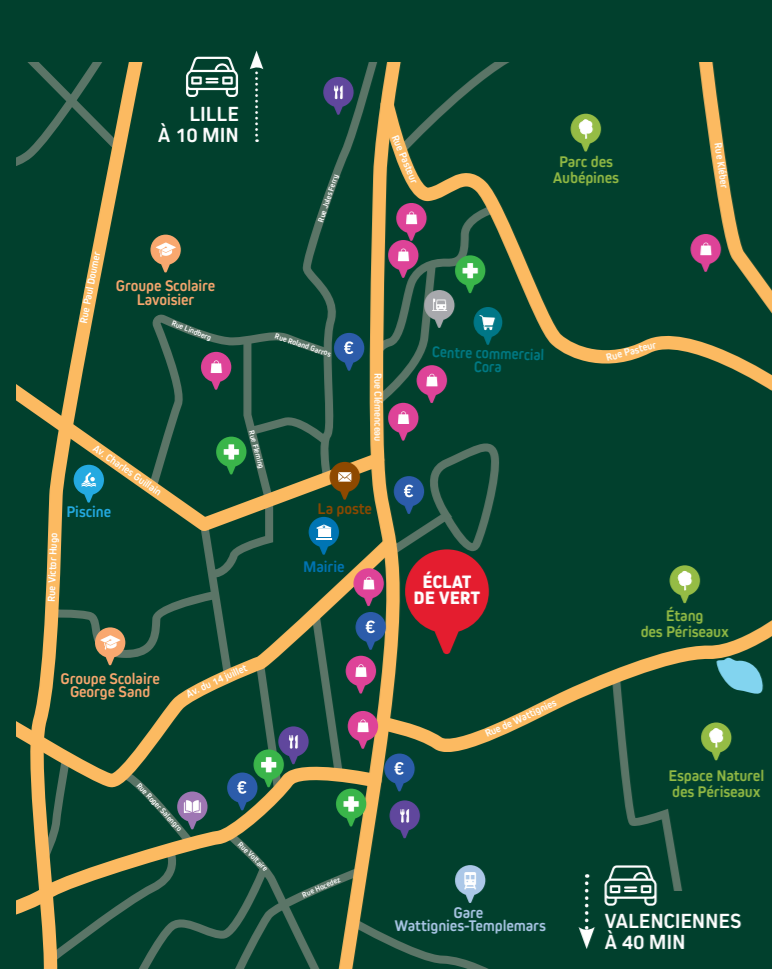 LILLE
À 10 MIN
Rue Pasteur
Parc des
Aubépines
Rue Kléber
Rue Jules Ferry
Groupe Scolaire
Lavoisier
Rue Paul Doumer
Rue Lindberg
Rue Roland Garros
€
Centre commercial
Cora
Rue Pasteur
Rue Clémenceau
Av. Charles Guillain
Rue Fleming
Piscine
La poste
€
Mairie
Rue Victor Hugo
ÉCLAT
DE VERT
€
Étang
des Périseaux
Groupe Scolaire
George Sand
Av. du 14 juillet
Rue de Wattignies
Espace Naturel
des Périseaux
€
€
Rue Roger Salengro
Rue Voltaire
Rue Hocedez
Gare
Wattignies-Templemars
VALENCIENNES
À 40 MIN